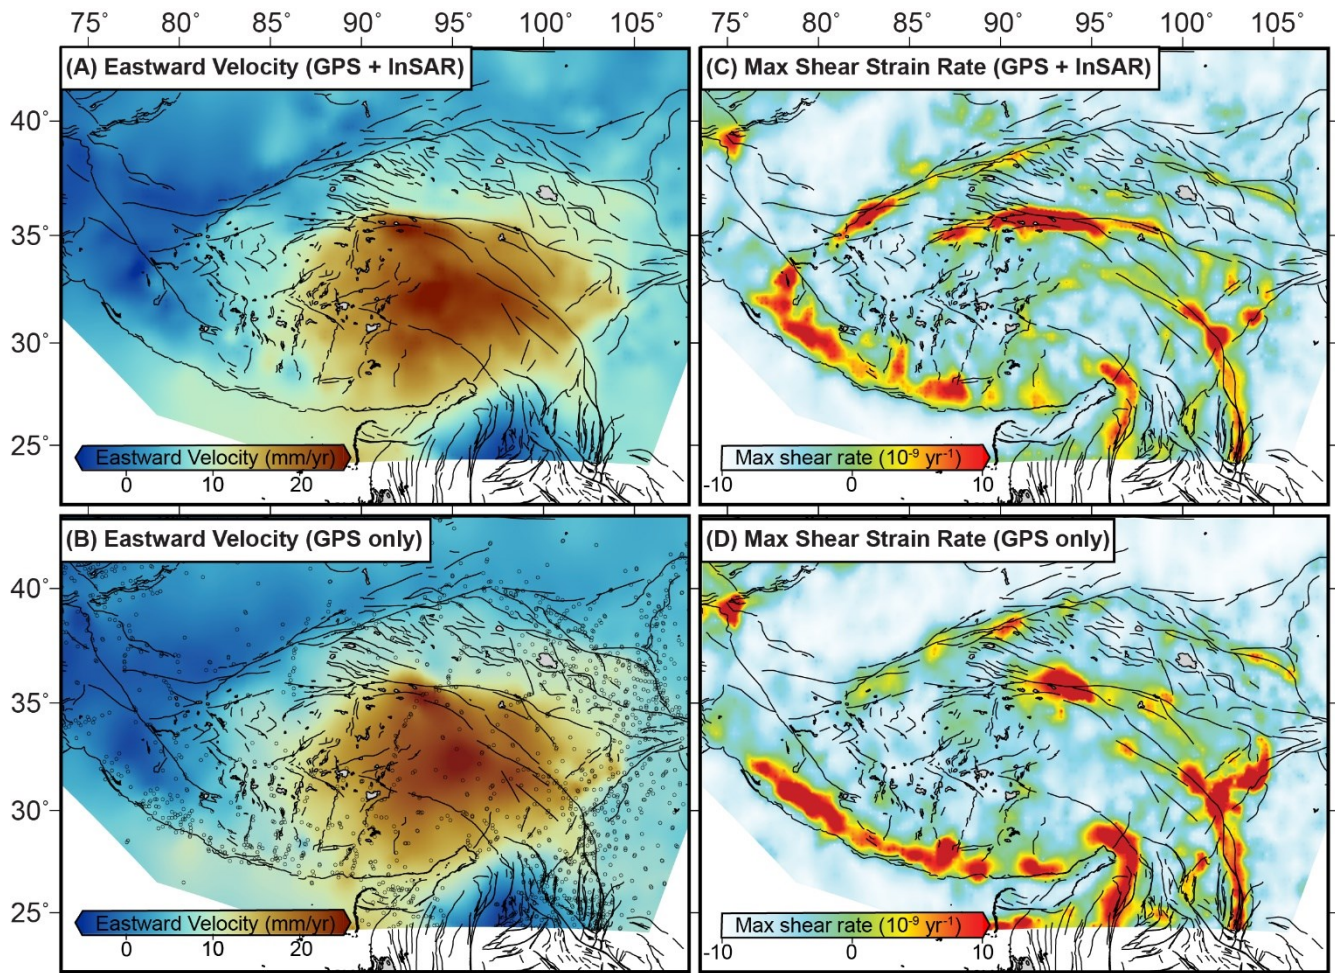 75˚ 80˚ 85˚ 90˚ 95˚ 100˚ 105˚ 75˚ 80˚ 85˚ 90˚ 95˚ 100˚ 105˚
(A) Eastward Velocity (GPS + InSAR)
40˚
35˚
30˚
25˚
Eastward Velocity (mm/yr)
0 10 20
(C) Max Shear Strain Rate (GPS + InSAR)
Max shear rate (10⁻⁹ yr⁻¹)
-10 0 10
(B) Eastward Velocity (GPS only)
40˚
35˚
30˚
25˚
Eastward Velocity (mm/yr)
0 10 20
(D) Max Shear Strain Rate (GPS only)
Max shear rate (10⁻⁹ yr⁻¹)
-10 0 10